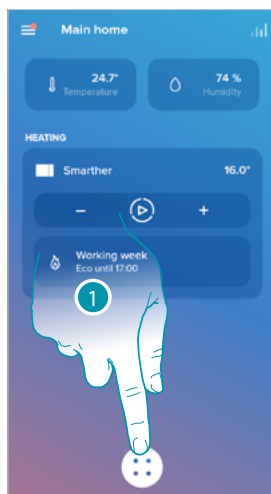 Main home
24.7°
Temperature
74 %
Humidity
HEATING
Smarther
16.0°
− +
Working week
Eco until 17:00
1